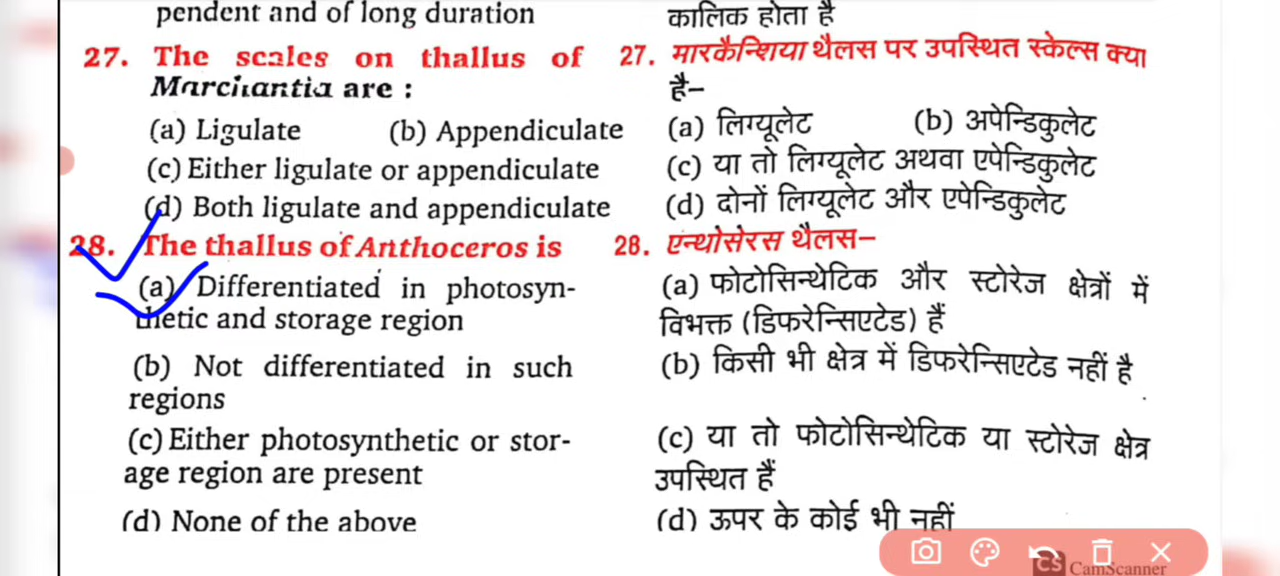 pendent and of long duration
27. The scales on thallus of
Marchantia are :
(a) Ligulate (b) Appendiculate
(c) Either ligulate or appendiculate
(d) Both ligulate and appendiculate
28. The thallus of Anthoceros is
(a) Differentiated in photosyn-
thetic and storage region
(b) Not differentiated in such
regions
(c) Either photosynthetic or stor-
age region are present
(d) None of the above
कालिक होता है
27. मारकैन्शिया थैलस पर उपस्थित स्केल्स क्या
है–
(a) लिग्यूलेट (b) अपेन्डिकुलेट
(c) या तो लिग्यूलेट अथवा एपेन्डिकुलेट
(d) दोनों लिग्यूलेट और एपेन्डिकुलेट
28. एन्थोसेरस थैलस–
(a) फोटोसिन्थेटिक और स्टोरेज क्षेत्रों में
विभक्त (डिफरेन्सिएटेड) हैं
(b) किसी भी क्षेत्र में डिफरेन्सिएटेड नहीं है
(c) या तो फोटोसिन्थेटिक या स्टोरेज क्षेत्र
उपस्थित हैं
(d) ऊपर के कोई भी नहीं
CS CamScanner